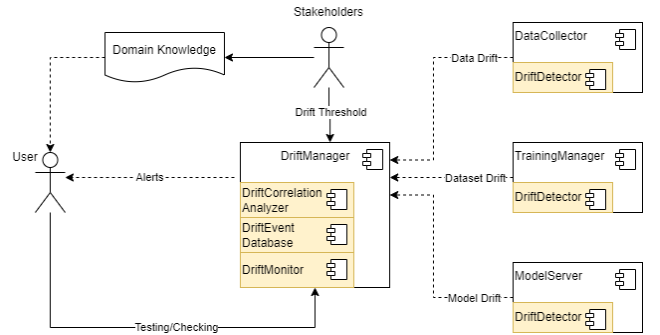 Stakeholders
Domain Knowledge
DataCollector
Data Drift
DriftDetector
Drift Threshold
User
DriftManager
TrainingManager
Alerts
Dataset Drift
DriftDetector
DriftCorrelation
Analyzer
DriftEvent
Database
DriftMonitor
ModelServer
Model Drift
DriftDetector
Testing/Checking